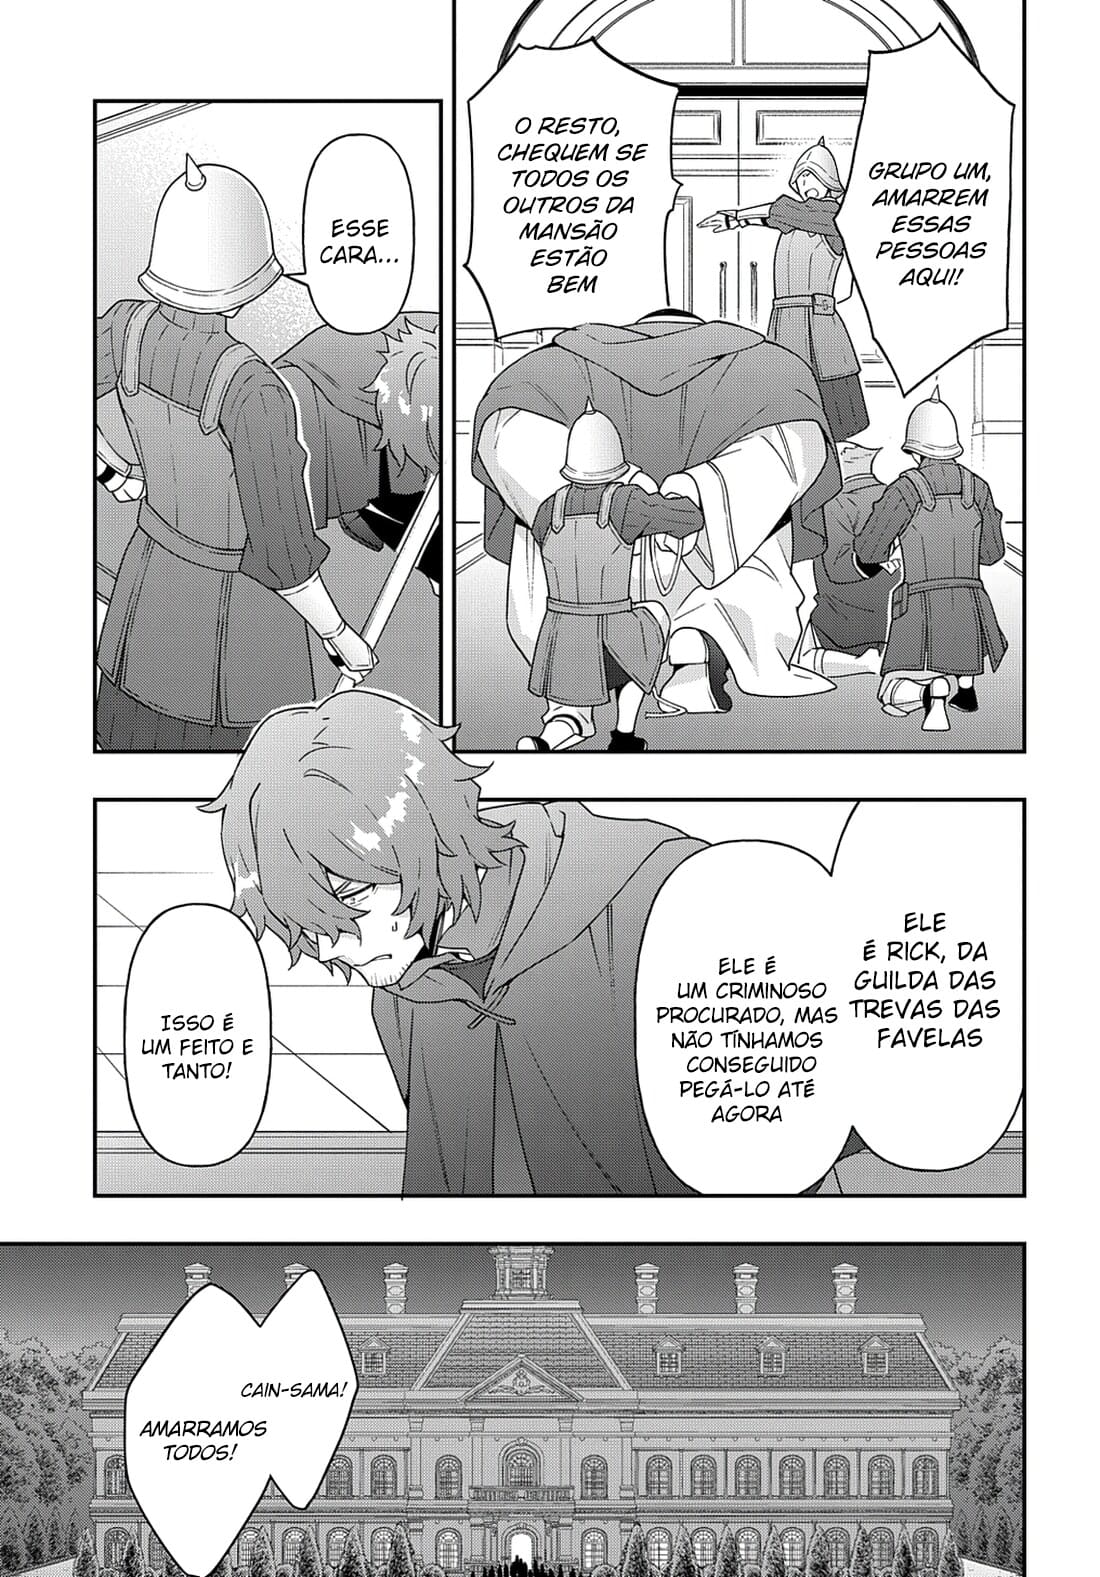 GRUPO UM,
AMARREM
ESSAS
PESSOAS
AQUI!
O RESTO,
CHEQUEM SE
TODOS OS
OUTROS DA
MANSÃO
ESTÃO
BEM
ESSE
CARA...
ELE
É RICK, DA
GUILDA DAS
TREVAS DAS
FAVELAS
ELE É
UM CRIMINOSO
PROCURADO, MAS
NÃO TÍNHAMOS
CONSEGUIDO
PEGÁ-LO ATÉ
AGORA
ISSO É
UM FEITO E
TANTO!
CAIN-SAMA!
AMARRAMOS
TODOS!